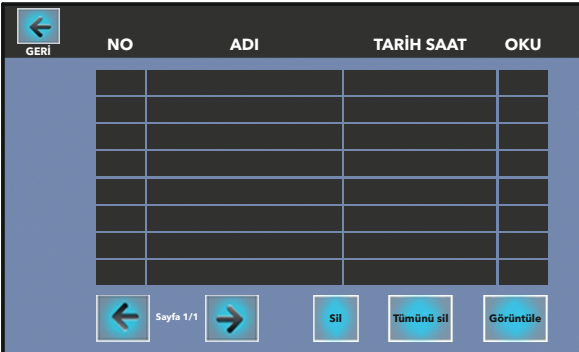 GERİ
NO ADI TARİH SAAT OKU
Sayfa 1/1
Sil Tümünü sil Görüntüle